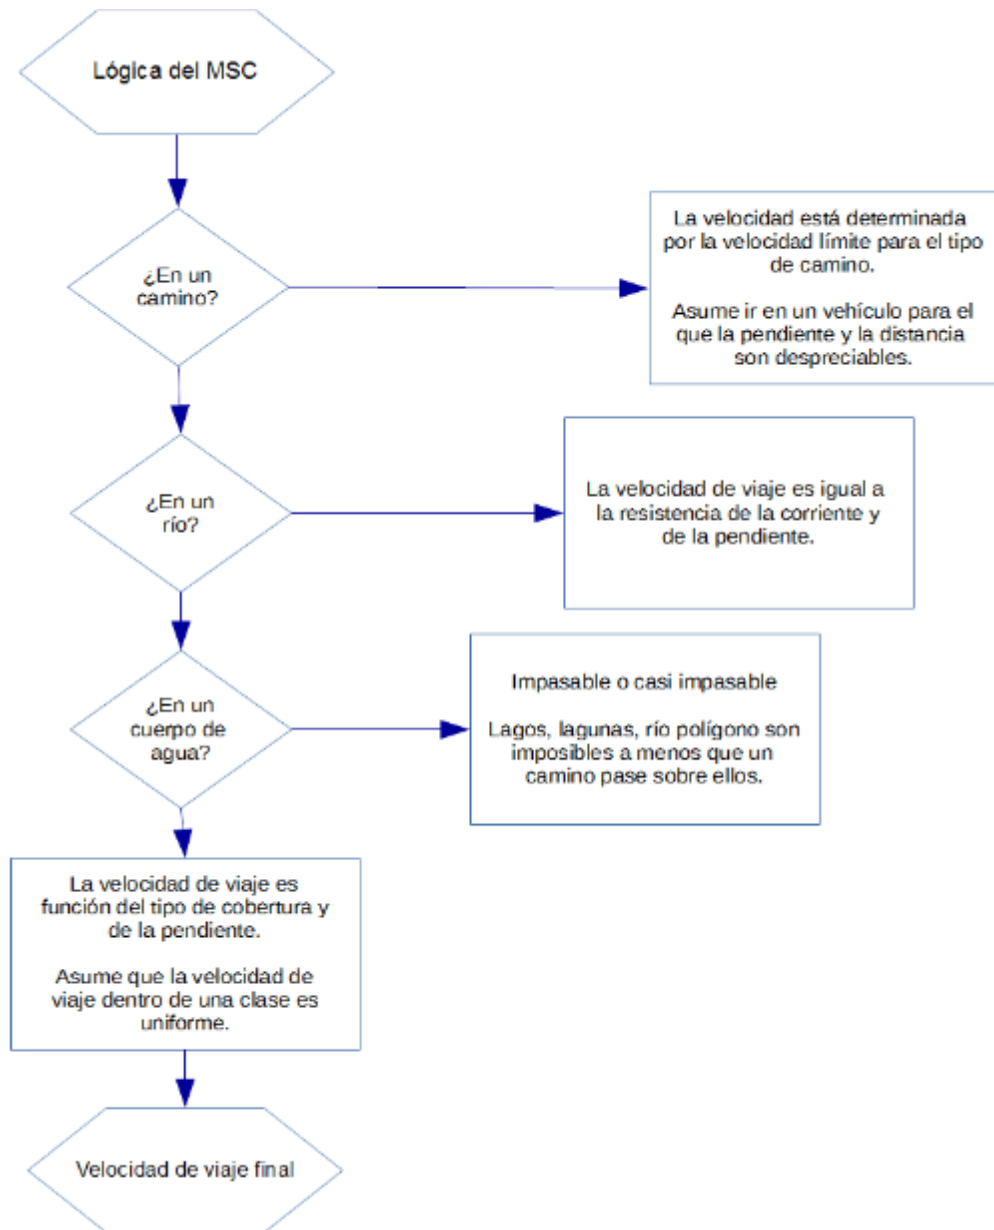 Lógica del MSC
¿En un
camino?
La velocidad está determinada
por la velocidad límite para el tipo
de camino.
Asume ir en un vehículo para el
que la pendiente y la distancia
son despreciables.
¿En un
río?
La velocidad de viaje es igual a
la resistencia de la corriente y
de la pendiente.
¿En un
cuerpo de
agua?
Impasable o casi impasable
Lagos, lagunas, río polígono son
imposibles a menos que un
camino pase sobre ellos.
La velocidad de viaje es
función del tipo de cobertura y
de la pendiente.
Asume que la velocidad de
viaje dentro de una clase es
uniforme.
Velocidad de viaje final